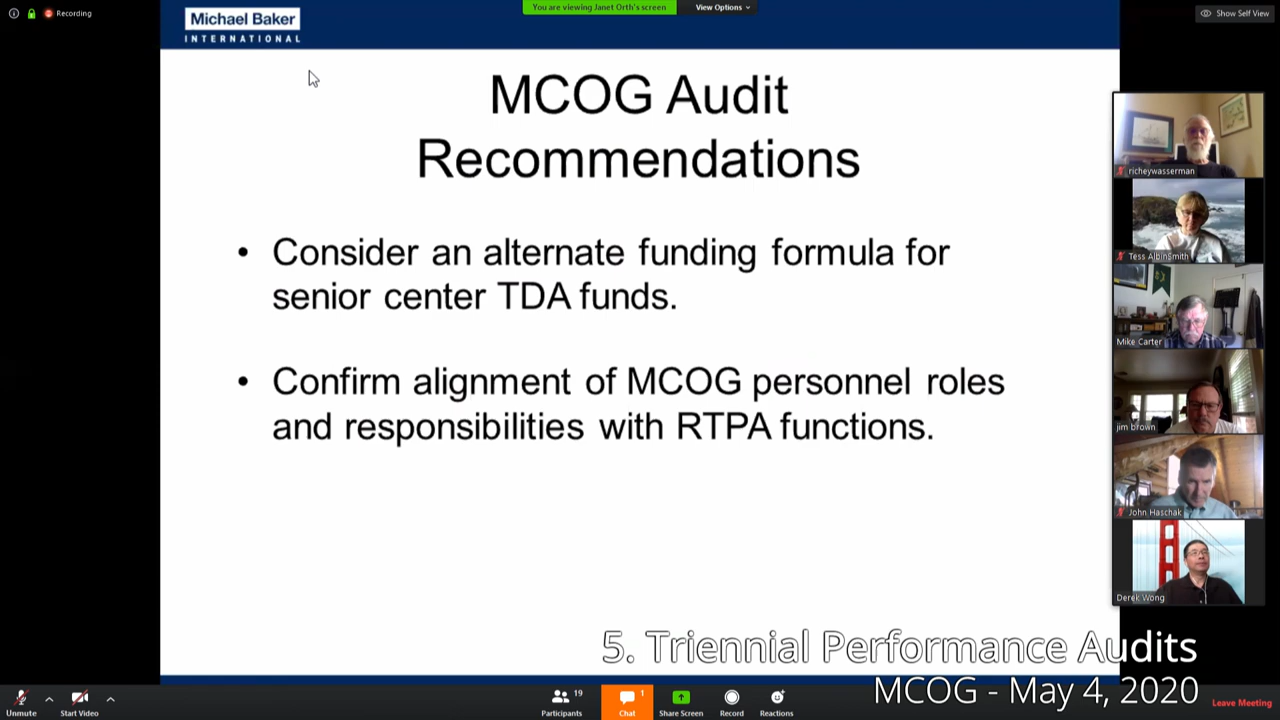 Recording
You are viewing Janet Orth's screen
View Options
Show Self View
Michael Baker
INTERNATIONAL
MCOG Audit
Recommendations
• Consider an alternate funding formula for
senior center TDA funds.
• Confirm alignment of MCOG personnel roles
and responsibilities with RTPA functions.
richeywasserman
Tess AlbinSmith
Mike Carter
jim brown
John Haschak
Derek Wong
5. Triennial Performance Audits
MCOG - May 4, 2020
Unmute
Start Video
Participants
19
Chat
1
Share Screen
Record
Reactions
Leave Meeting